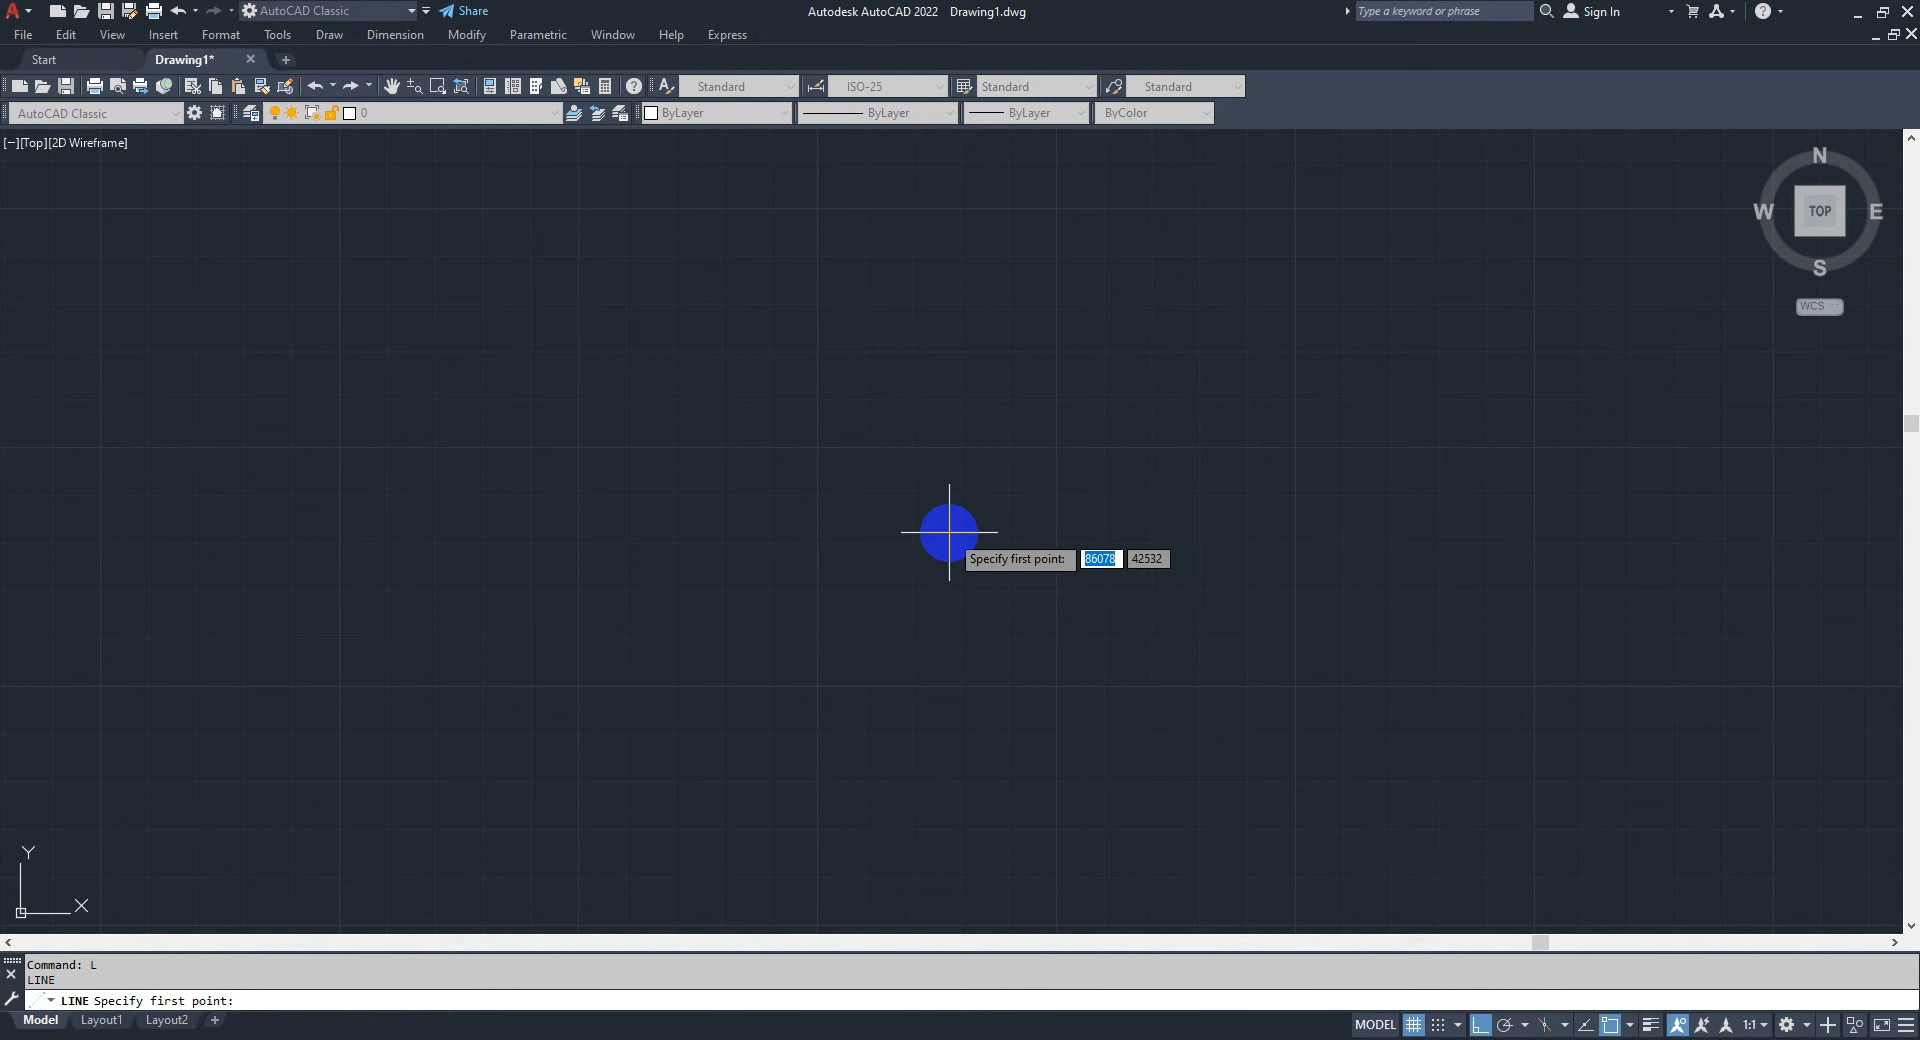 AutoCAD Classic Share Autodesk AutoCAD 2022 Drawing1.dwg Type a keyword or phrase Sign In
File Edit View Insert Format Tools Draw Dimension Modify Parametric Window Help Express
Start Drawing1*
Standard ISO-25 Standard Standard
AutoCAD Classic 0 ByLayer ByLayer ByLayer ByColor
[−][Top][2D Wireframe]
N
W TOP E
S
WCS
Specify first point: 86078 42532
Y
X
Command: L
LINE
LINE Specify first point:
Model Layout1 Layout2 MODEL 1:1